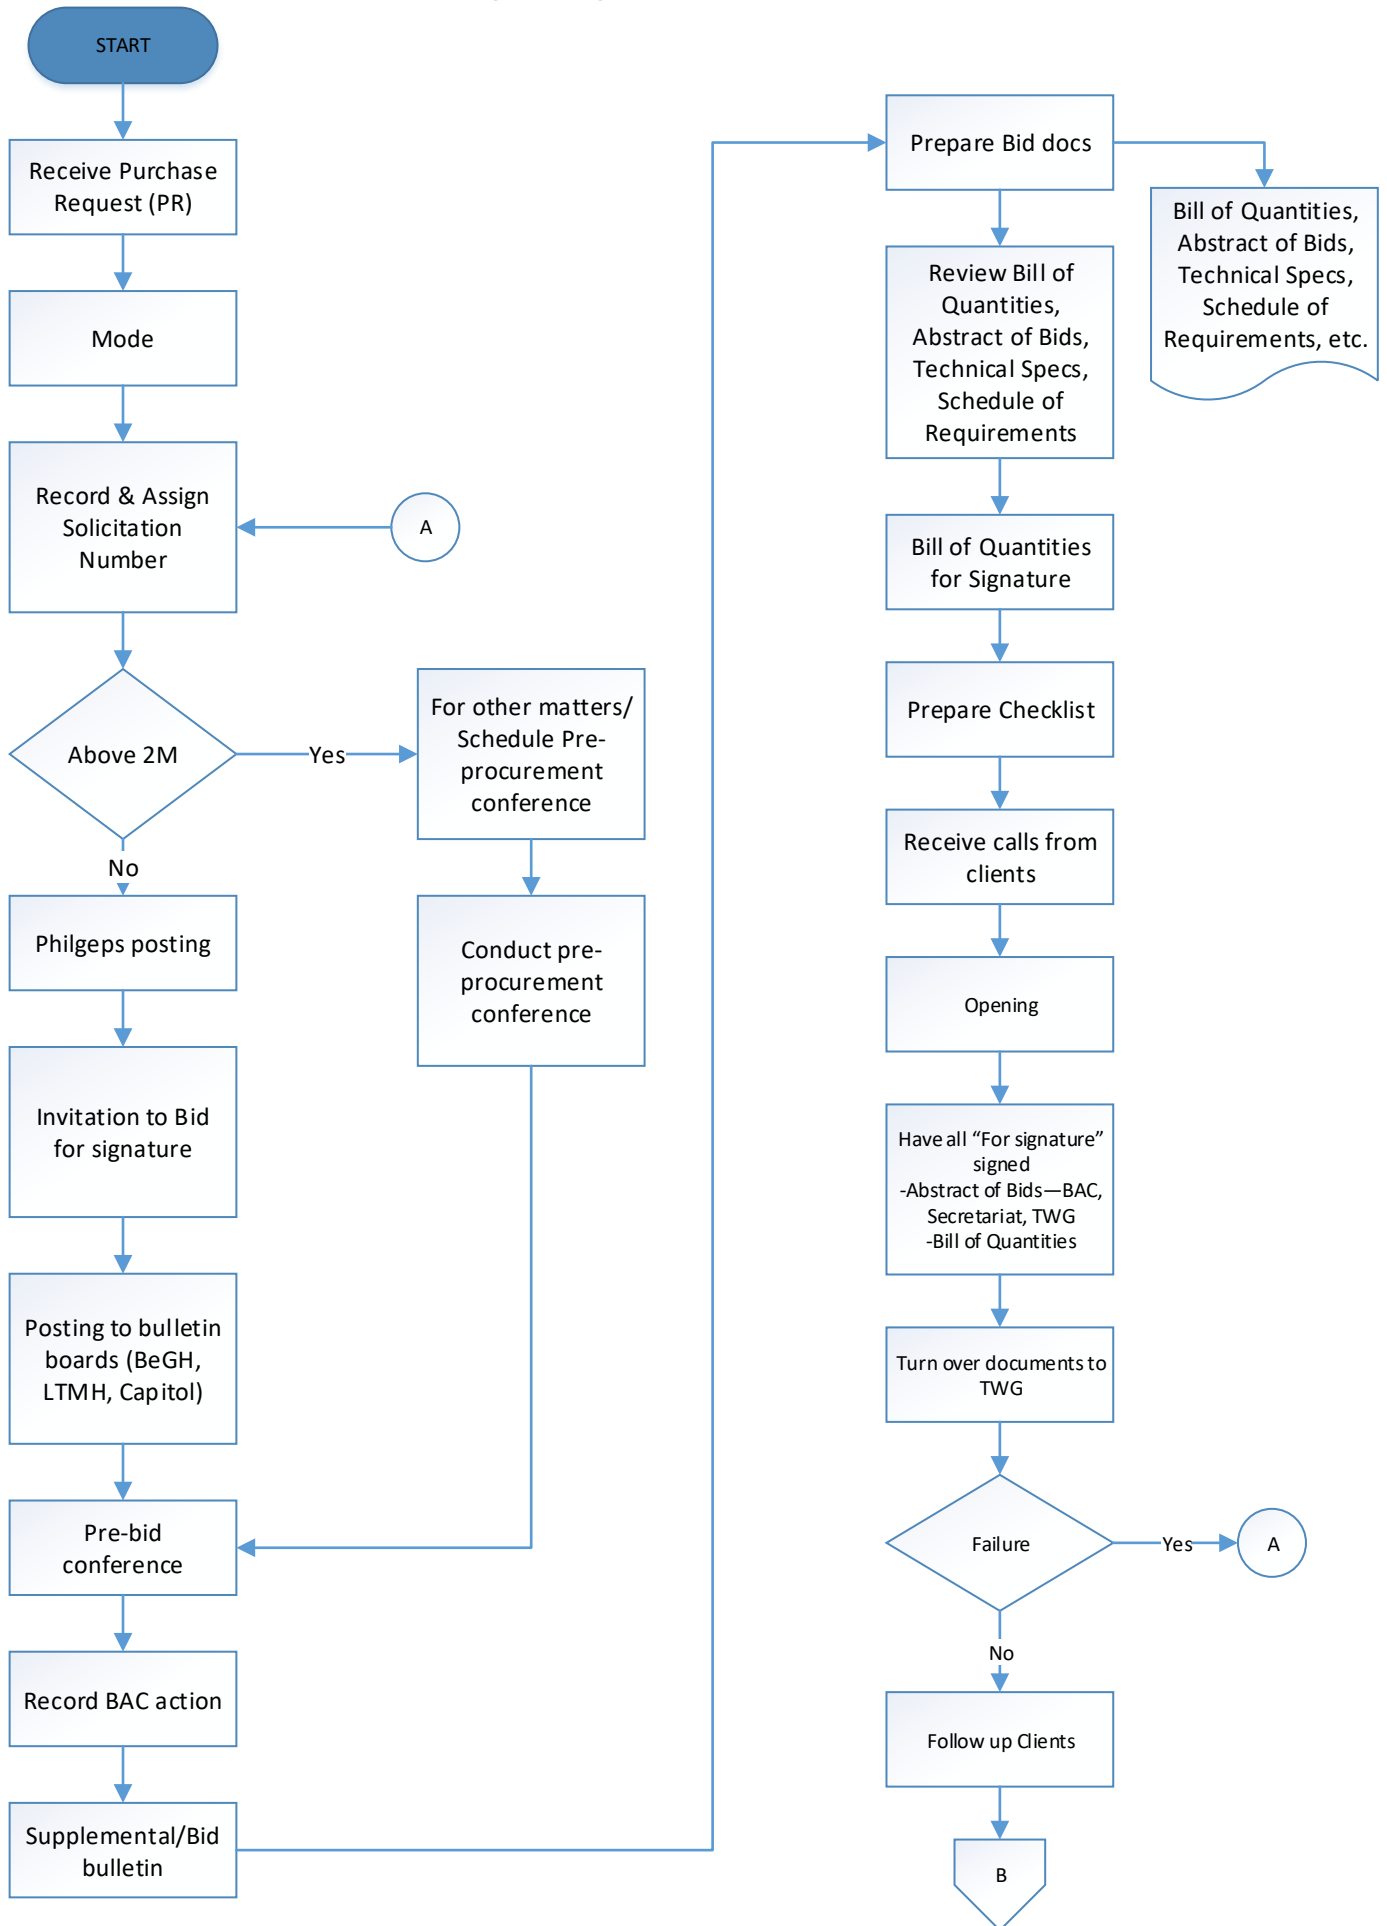 START
Receive Purchase
Request (PR)
Mode
Record & Assign
Solicitation
Number
A
Above 2M
Yes
For other matters/
Schedule Pre-
procurement
conference
No
Philgeps posting
Conduct pre-
procurement
conference
Invitation to Bid
for signature
Posting to bulletin
boards (BeGH,
LTMH, Capitol)
Pre-bid
conference
Record BAC action
Supplemental/Bid
bulletin
Prepare Bid docs
Bill of Quantities,
Abstract of Bids,
Technical Specs,
Schedule of
Requirements, etc.
Review Bill of
Quantities,
Abstract of Bids,
Technical Specs,
Schedule of
Requirements
Bill of Quantities
for Signature
Prepare Checklist
Receive calls from
clients
Opening
Have all “For signature”
signed
-Abstract of Bids—BAC,
Secretariat, TWG
-Bill of Quantities
Turn over documents to
TWG
Failure
Yes
A
No
Follow up Clients
B